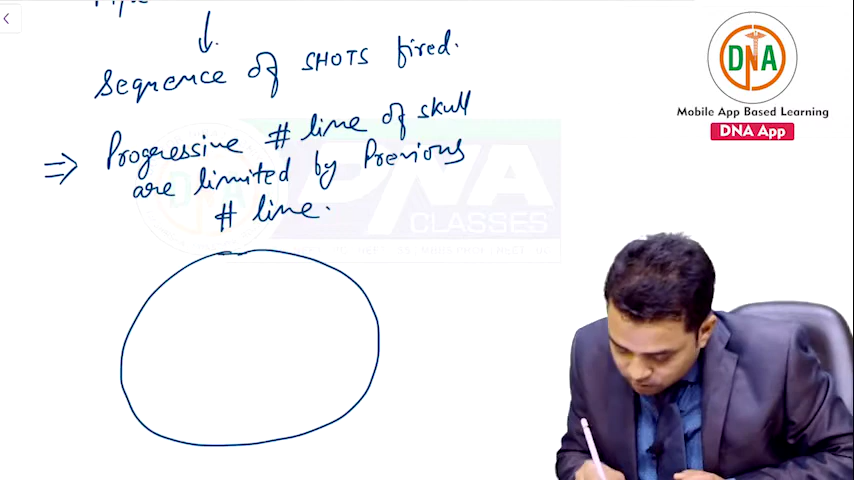 Sequence of SHOTS fired.
⇒ Progressive # line of skull
are limited by Previous
# line.
DNA
Mobile App Based Learning
DNA App
DNA
CLASSES